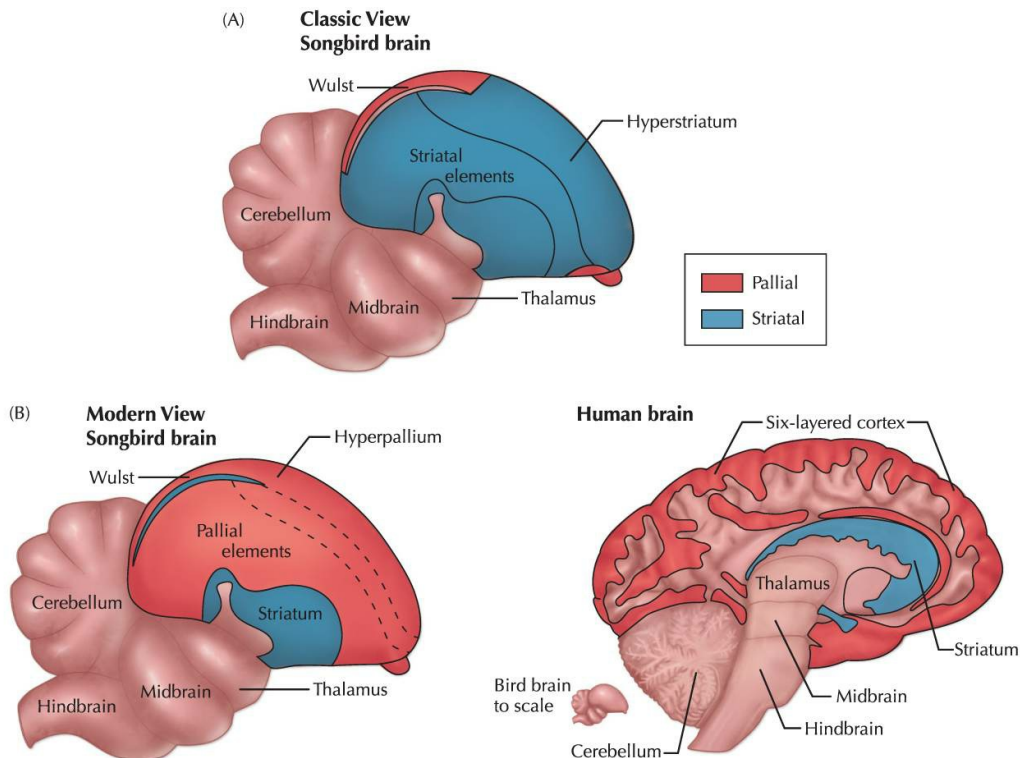 (A)
Classic View
Songbird brain
Wulst
Hyperstriatum
Striatal
elements
Cerebellum
Thalamus
Midbrain
Hindbrain
Pallial
Striatal
(B)
Modern View
Songbird brain
Hyperpallium
Wulst
Pallial
elements
Cerebellum
Striatum
Thalamus
Midbrain
Hindbrain
Human brain
Six-layered cortex
Thalamus
Striatum
Midbrain
Hindbrain
Cerebellum
Bird brain
to scale